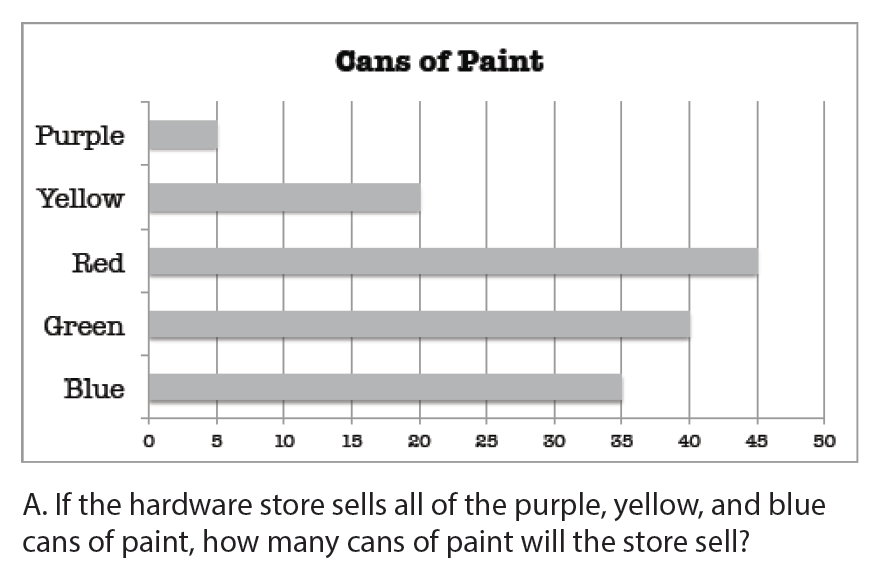 Cans of Paint
Purple
Yellow
Red
Green
Blue
0 5 10 15 20 25 30 35 40 45 50
A. If the hardware store sells all of the purple, yellow, and blue
cans of paint, how many cans of paint will the store sell?